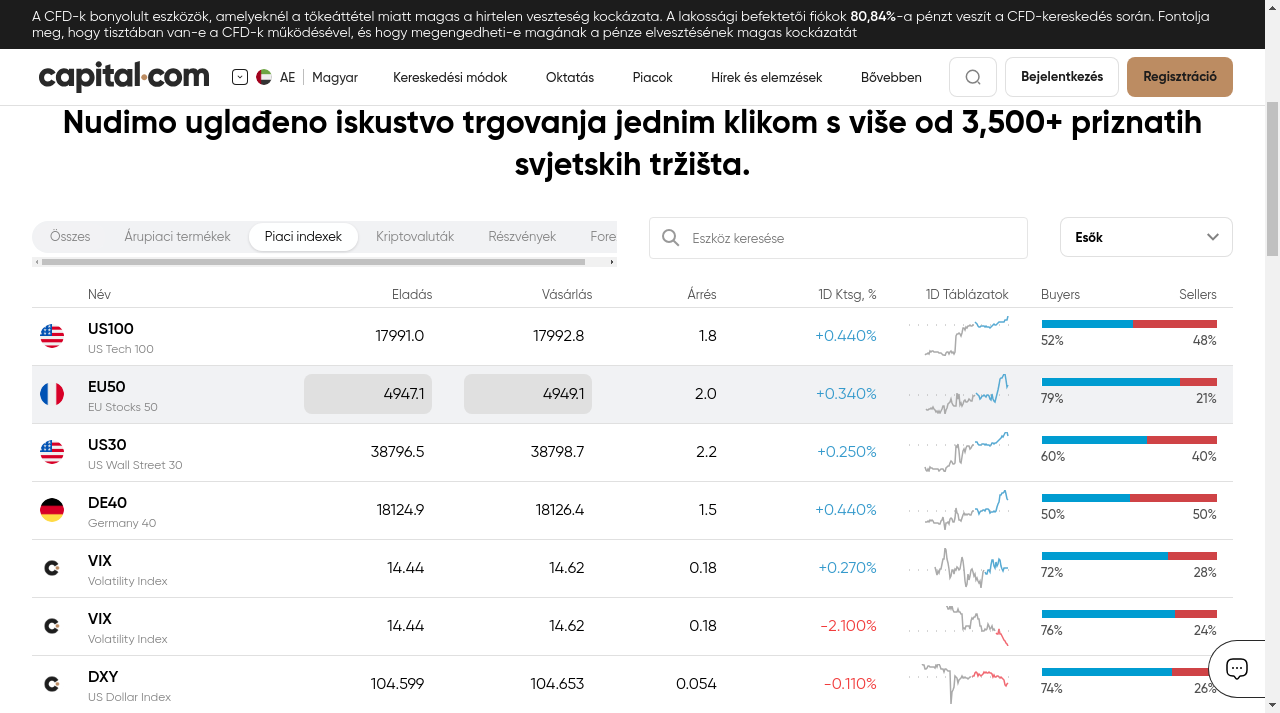 A CFD-k bonyolult eszközök, amelyeknél a tőkeáttétel miatt magas a hirtelen veszteség kockázata. A lakossági befektetői fiókok 80,84%-a pénzt veszít a CFD-kereskedés során. Fontolja
meg, hogy tisztában van-e a CFD-k működésével, és hogy megengedheti-e magának a pénze elvesztésének magas kockázatát
capital.com AE Magyar Kereskedési módok Oktatás Piacok Hírek és elemzések Bővebben Bejelentkezés Regisztráció
Nudimo uglađeno iskustvo trgovanja jednim klikom s više od 3,500+ priznatih
svjetskih tržišta.
Összes Árupiaci termékek Piaci indexek Kriptovaluták Részvények Fore Eszköz keresése Esők
Név Eladás Vásárlás Árrés 1D Ktsg, % 1D Táblázatok Buyers Sellers
US100 17991.0 17992.8 1.8 +0.440%
US Tech 100 52% 48%
EU50 4947.1 4949.1 2.0 +0.340%
EU Stocks 50 79% 21%
US30 38796.5 38798.7 2.2 +0.250%
US Wall Street 30 60% 40%
DE40 18124.9 18126.4 1.5 +0.440%
Germany 40 50% 50%
VIX 14.44 14.62 0.18 +0.270%
Volatility Index 72% 28%
VIX 14.44 14.62 0.18 -2.100%
Volatility Index 76% 24%
DXY 104.599 104.653 0.054 -0.110%
US Dollar Index 74% 26%